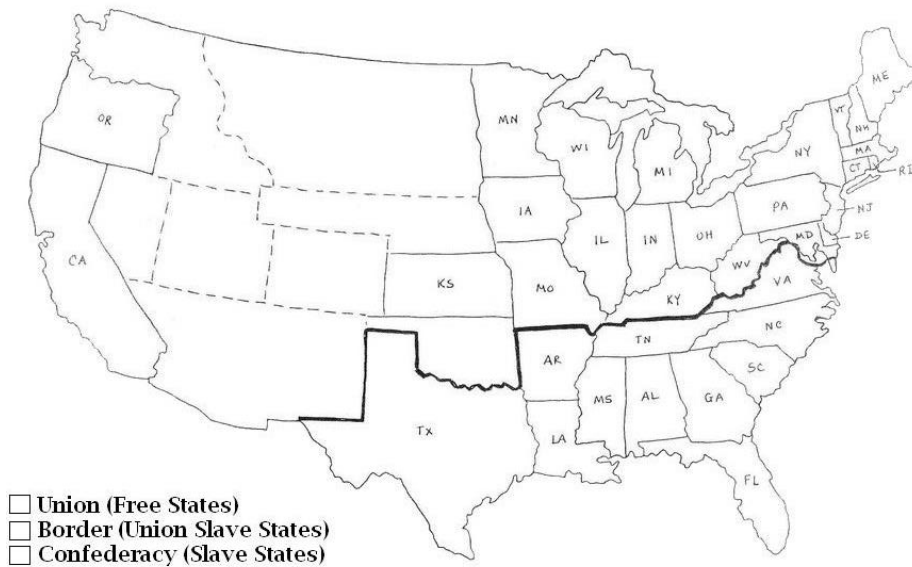 ME
VT
NH
MN
OR
WI
MA
NY
CT
RI
MI
PA
IA
NJ
MD
DE
IL
IN
OH
CA
WV
KS
MO
KY
VA
TN
NC
AR
SC
MS
AL
GA
TX
LA
FL
Union (Free States)
Border (Union Slave States)
Confederacy (Slave States)